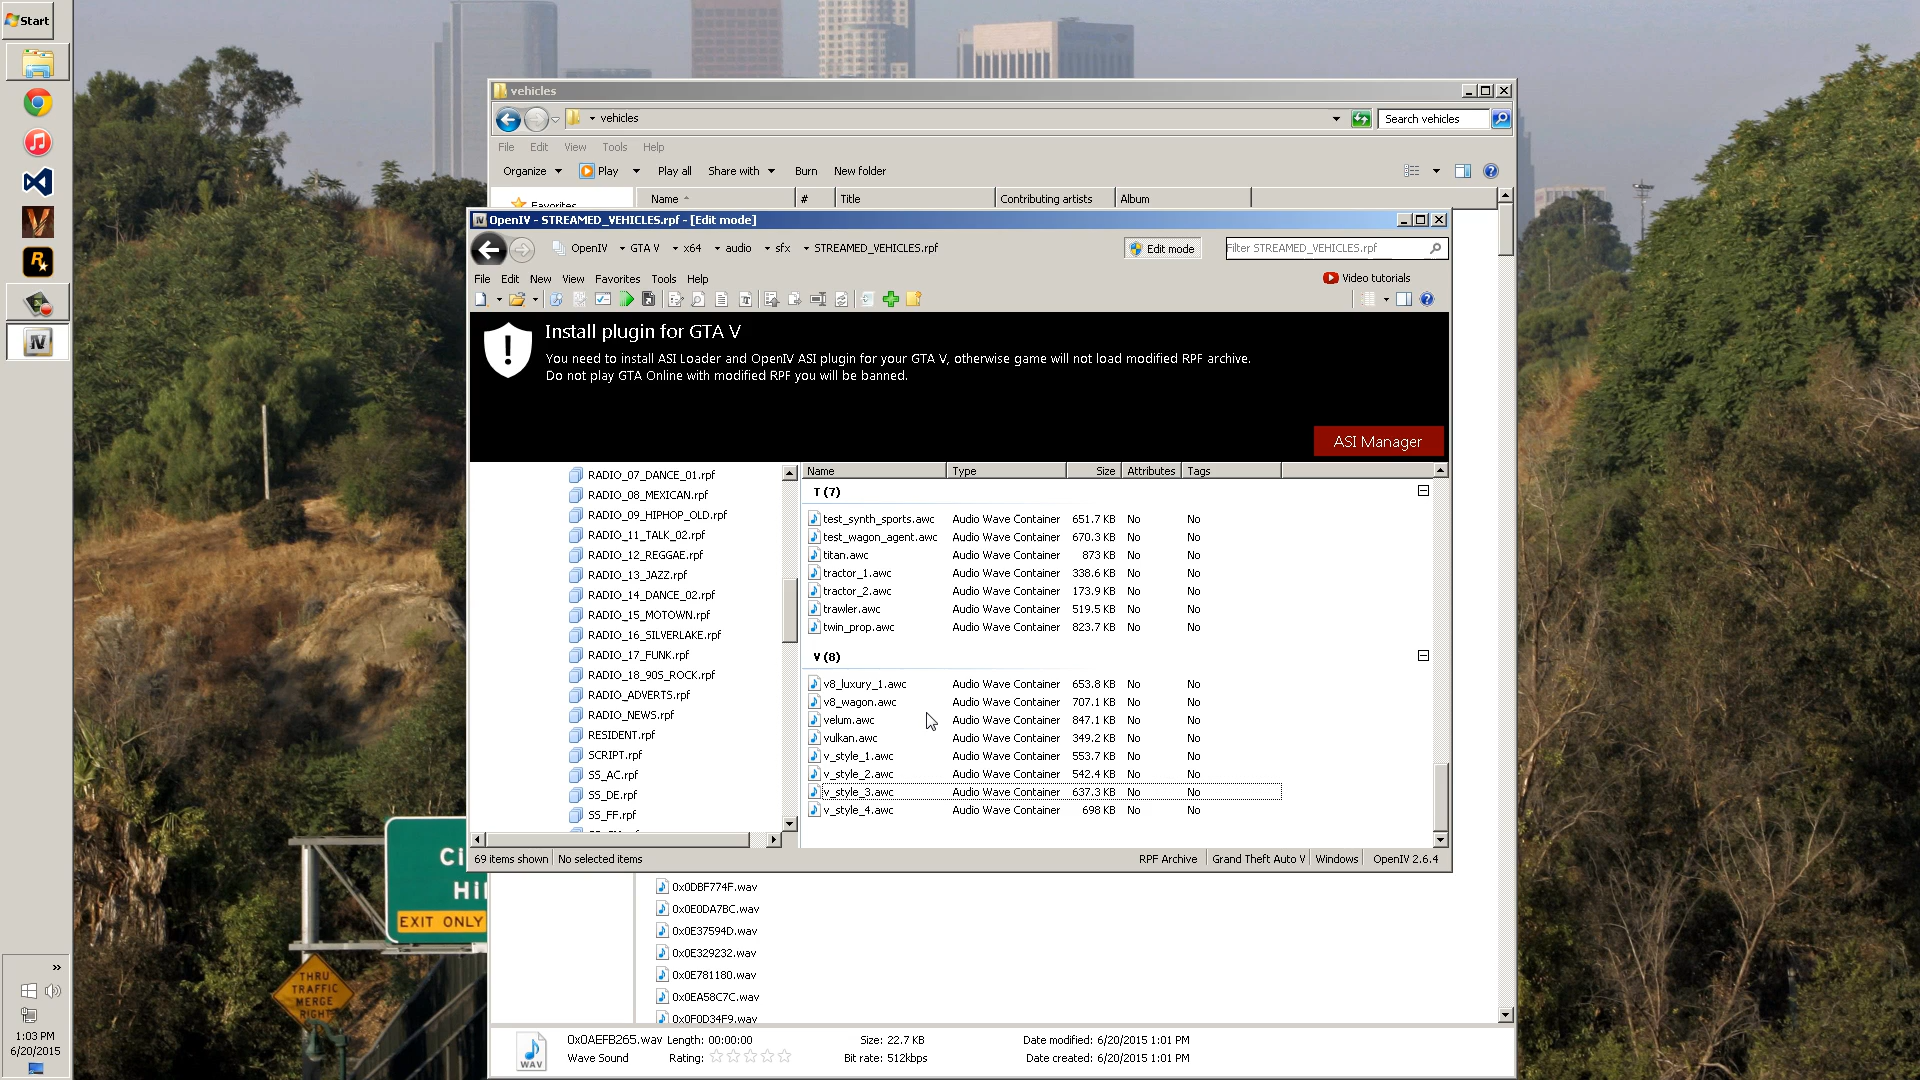 Start
vehicles
vehicles
Search vehicles
File Edit View Tools Help
Organize Play Play all Share with Burn New folder
Name # Title Contributing artists Album
Favorites
OpenIV - STREAMED_VEHICLES.rpf - [Edit mode]
OpenIV GTA V x64 audio sfx STREAMED_VEHICLES.rpf
Edit mode
Filter STREAMED_VEHICLES.rpf
File Edit New View Favorites Tools Help
Video tutorials
Install plugin for GTA V
You need to install ASI Loader and OpenIV ASI plugin for your GTA V, otherwise game will not load modified RPF archive.
Do not play GTA Online with modified RPF you will be banned.
ASI Manager
RADIO_07_DANCE_01.rpf
RADIO_08_MEXICAN.rpf
RADIO_09_HIPHOP_OLD.rpf
RADIO_11_TALK_02.rpf
RADIO_12_REGGAE.rpf
RADIO_13_JAZZ.rpf
RADIO_14_DANCE_02.rpf
RADIO_15_MOTOWN.rpf
RADIO_16_SILVERLAKE.rpf
RADIO_17_FUNK.rpf
RADIO_18_90S_ROCK.rpf
RADIO_ADVERTS.rpf
RADIO_NEWS.rpf
RESIDENT.rpf
SCRIPT.rpf
SS_AC.rpf
SS_DE.rpf
SS_FF.rpf
Name Type Size Attributes Tags
T (7)
test_synth_sports.awc Audio Wave Container 651.7 KB No No
test_wagon_agent.awc Audio Wave Container 670.3 KB No No
titan.awc Audio Wave Container 873 KB No No
tractor_1.awc Audio Wave Container 338.6 KB No No
tractor_2.awc Audio Wave Container 173.9 KB No No
trawler.awc Audio Wave Container 519.5 KB No No
twin_prop.awc Audio Wave Container 823.7 KB No No
V (8)
v8_luxury_1.awc Audio Wave Container 653.8 KB No No
v8_wagon.awc Audio Wave Container 707.1 KB No No
velum.awc Audio Wave Container 847.1 KB No No
vulkan.awc Audio Wave Container 349.2 KB No No
v_style_1.awc Audio Wave Container 553.7 KB No No
v_style_2.awc Audio Wave Container 542.4 KB No No
v_style_3.awc Audio Wave Container 637.3 KB No No
v_style_4.awc Audio Wave Container 698 KB No No
69 items shown No selected items
RPF Archive Grand Theft Auto V Windows OpenIV 2.6.4
0x0DBF774F.wav
0x0E0DA7BC.wav
0x0E37594D.wav
0x0E329232.wav
0x0E781180.wav
0x0EA58C7C.wav
0x0F0D34F9.wav
0x0AEFB265.wav Length: 00:00:00 Size: 22.7 KB Date modified: 6/20/2015 1:01 PM
Wave Sound Rating: Bit rate: 512kbps Date created: 6/20/2015 1:01 PM
WAV
Ci
Hil
EXIT ONLY
THRU
TRAFFIC
MERGE
RIGHT
1:03 PM
6/20/2015